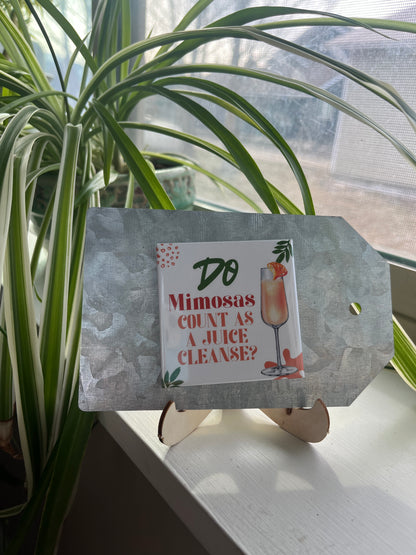 DO
Mimosas
COUNT AS
A JUICE
CLEANSE?